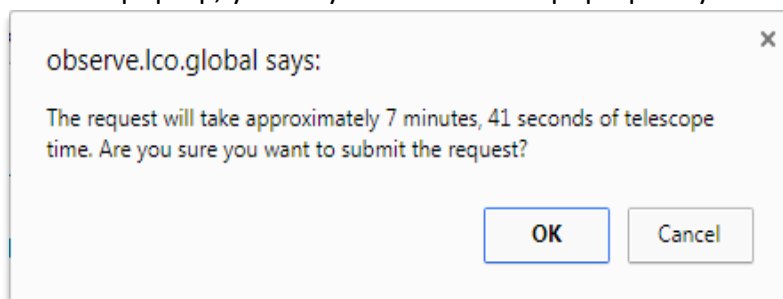 observe.lco.global says:
The request will take approximately 7 minutes, 41 seconds of telescope
time. Are you sure you want to submit the request?
OK Cancel